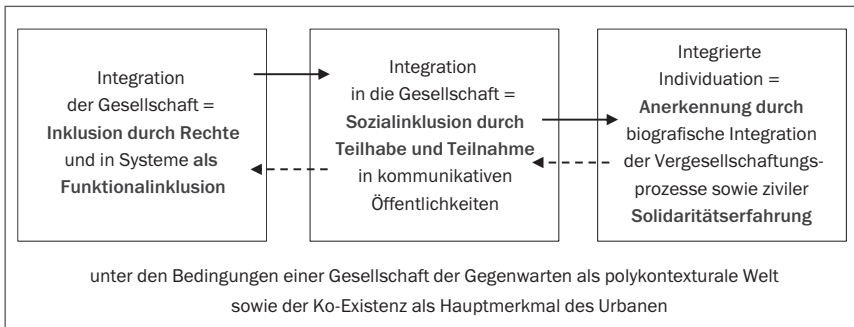 Integration
der Gesellschaft =
Inklusion durch Rechte
und in Systeme als
Funktionalinklusion
Integration
in die Gesellschaft =
Sozialinklusion durch
Teilhabe und Teilnahme
in kommunikativen
Öffentlichkeiten
Integrierte
Individuation =
Anerkennung durch
biografische Integration
der Vergesellschaftungs-
prozesse sowie ziviler
Solidaritätserfahrung
unter den Bedingungen einer Gesellschaft der Gegenwarten als polykontexturale Welt
sowie der Ko-Existenz als Hauptmerkmal des Urbanen